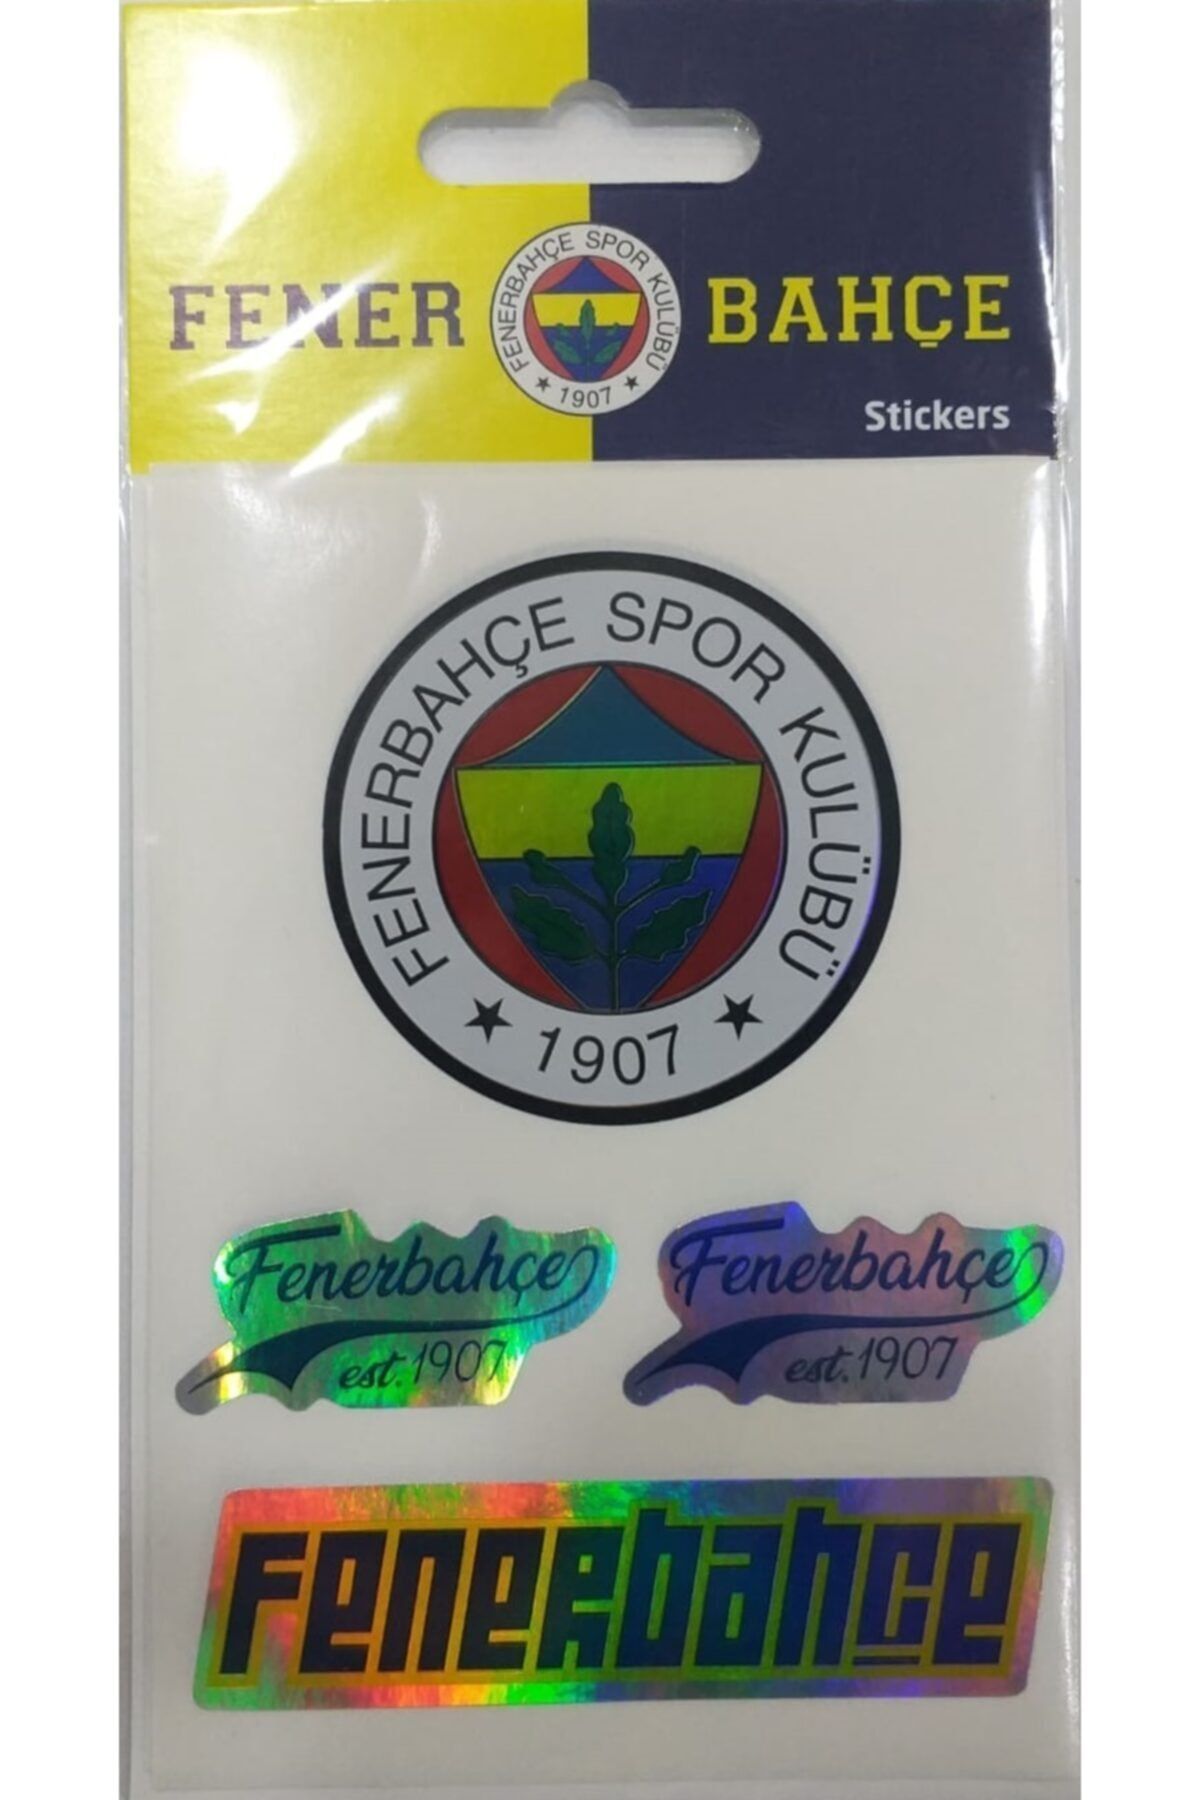 FENER BAHÇE
FENERBAHÇE SPOR KULÜBÜ
★ 1907 ★
Stickers
FENERBAHÇE SPOR KULÜBÜ
★ 1907 ★
Fenerbahçe
est.1907
Fenerbahçe
est.1907
Fenerbahçe